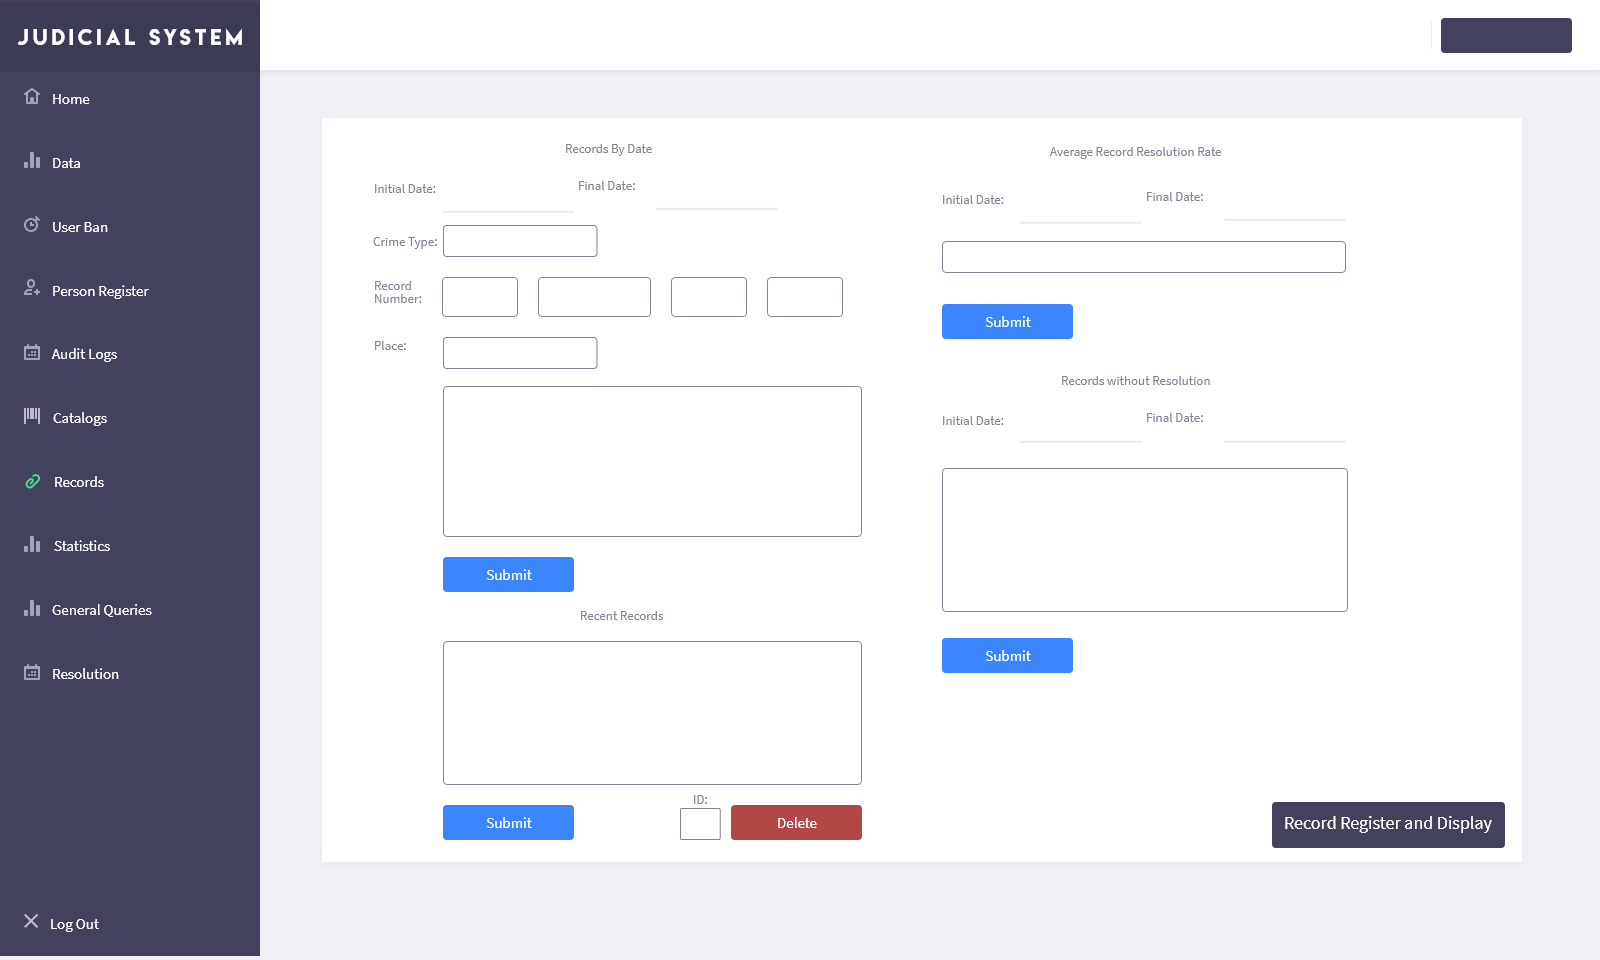 JUDICIAL SYSTEM
Home
Data
User Ban
Person Register
Audit Logs
Catalogs
Records
Statistics
General Queries
Resolution
Log Out
Records By Date
Initial Date:
Final Date:
Crime Type:
Record
Number:
Place:
Submit
Recent Records
Submit
ID:
Delete
Average Record Resolution Rate
Initial Date:
Final Date:
Submit
Records without Resolution
Initial Date:
Final Date:
Submit
Record Register and Display